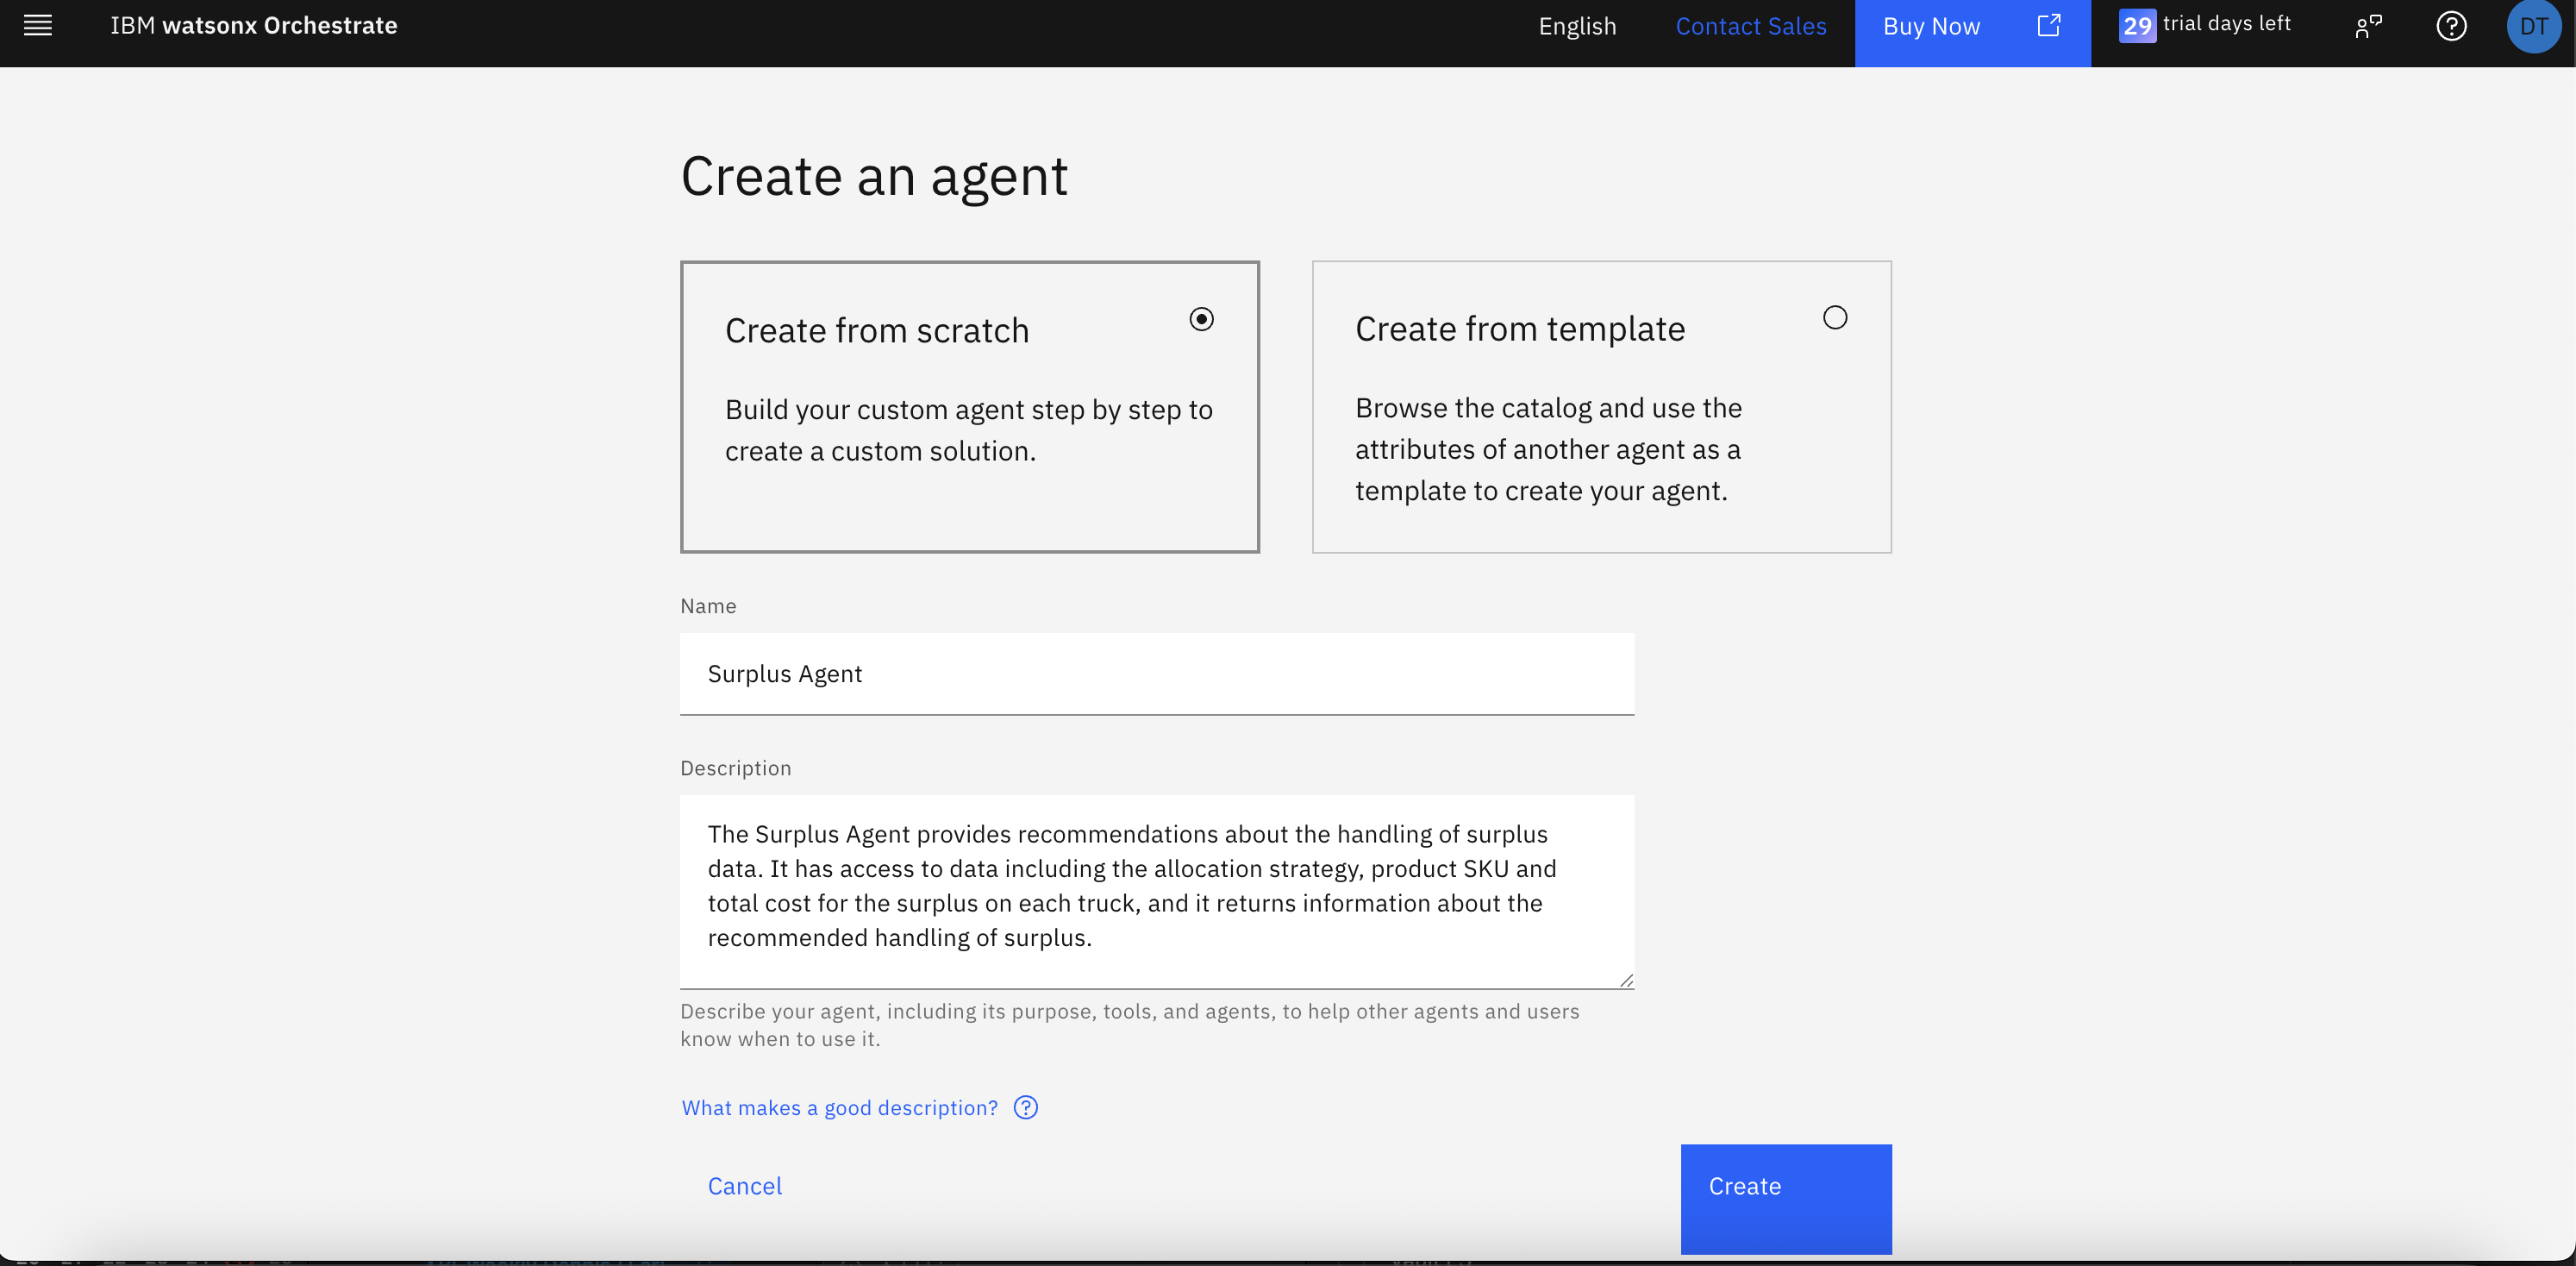 IBM watsonx Orchestrate
English
Contact Sales
Buy Now
29 trial days left
DT
Create an agent
Create from scratch
Build your custom agent step by step to
create a custom solution.
Create from template
Browse the catalog and use the
attributes of another agent as a
template to create your agent.
Name
Surplus Agent
Description
The Surplus Agent provides recommendations about the handling of surplus
data. It has access to data including the allocation strategy, product SKU and
total cost for the surplus on each truck, and it returns information about the
recommended handling of surplus.
Describe your agent, including its purpose, tools, and agents, to help other agents and users
know when to use it.
What makes a good description?
Cancel
Create